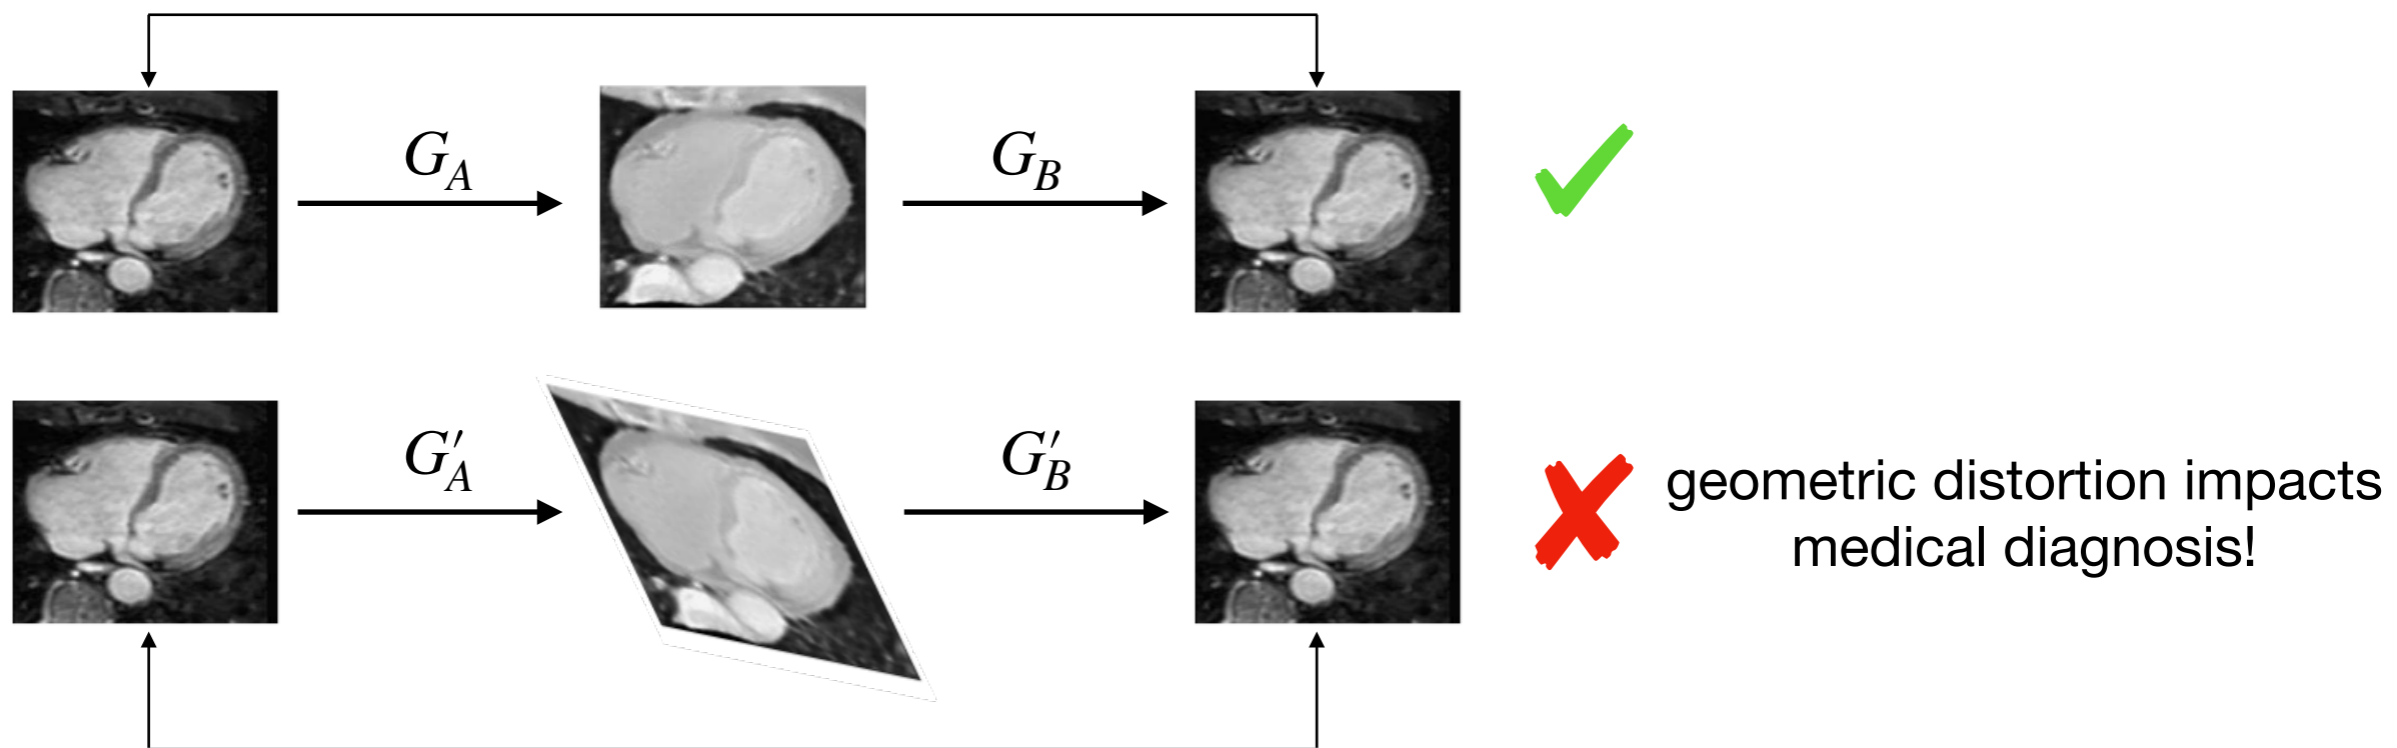 G_A
G_B
G'_A
G'_B
geometric distortion impacts
medical diagnosis!